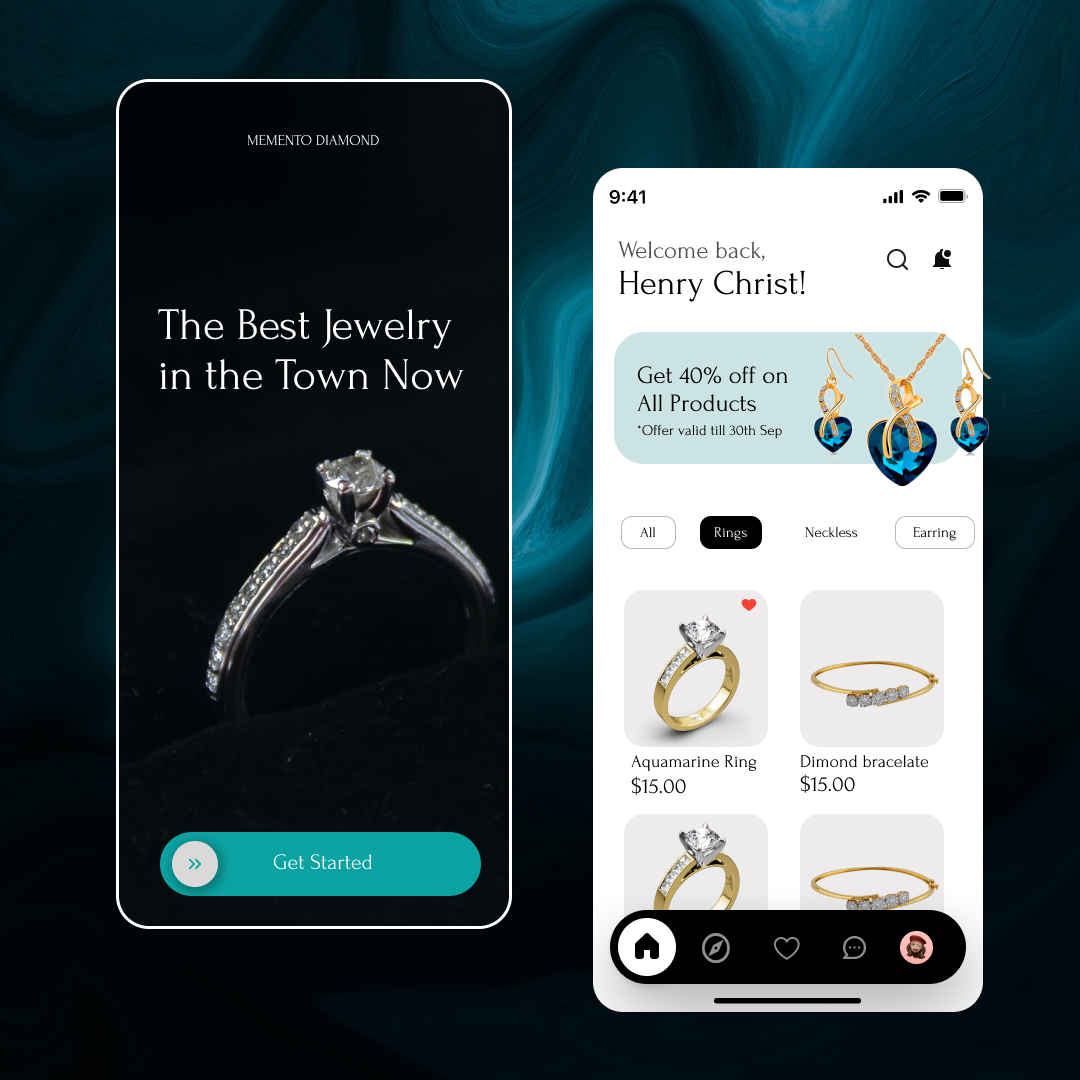 MEMENTO DIAMOND
The Best Jewelry
in the Town Now
Get Started
9:41
Welcome back,
Henry Christ!
Get 40% off on
All Products
*Offer valid till 30th Sep
All
Rings
Neckless
Earring
Aquamarine Ring
$15.00
Dimond bracelate
$15.00